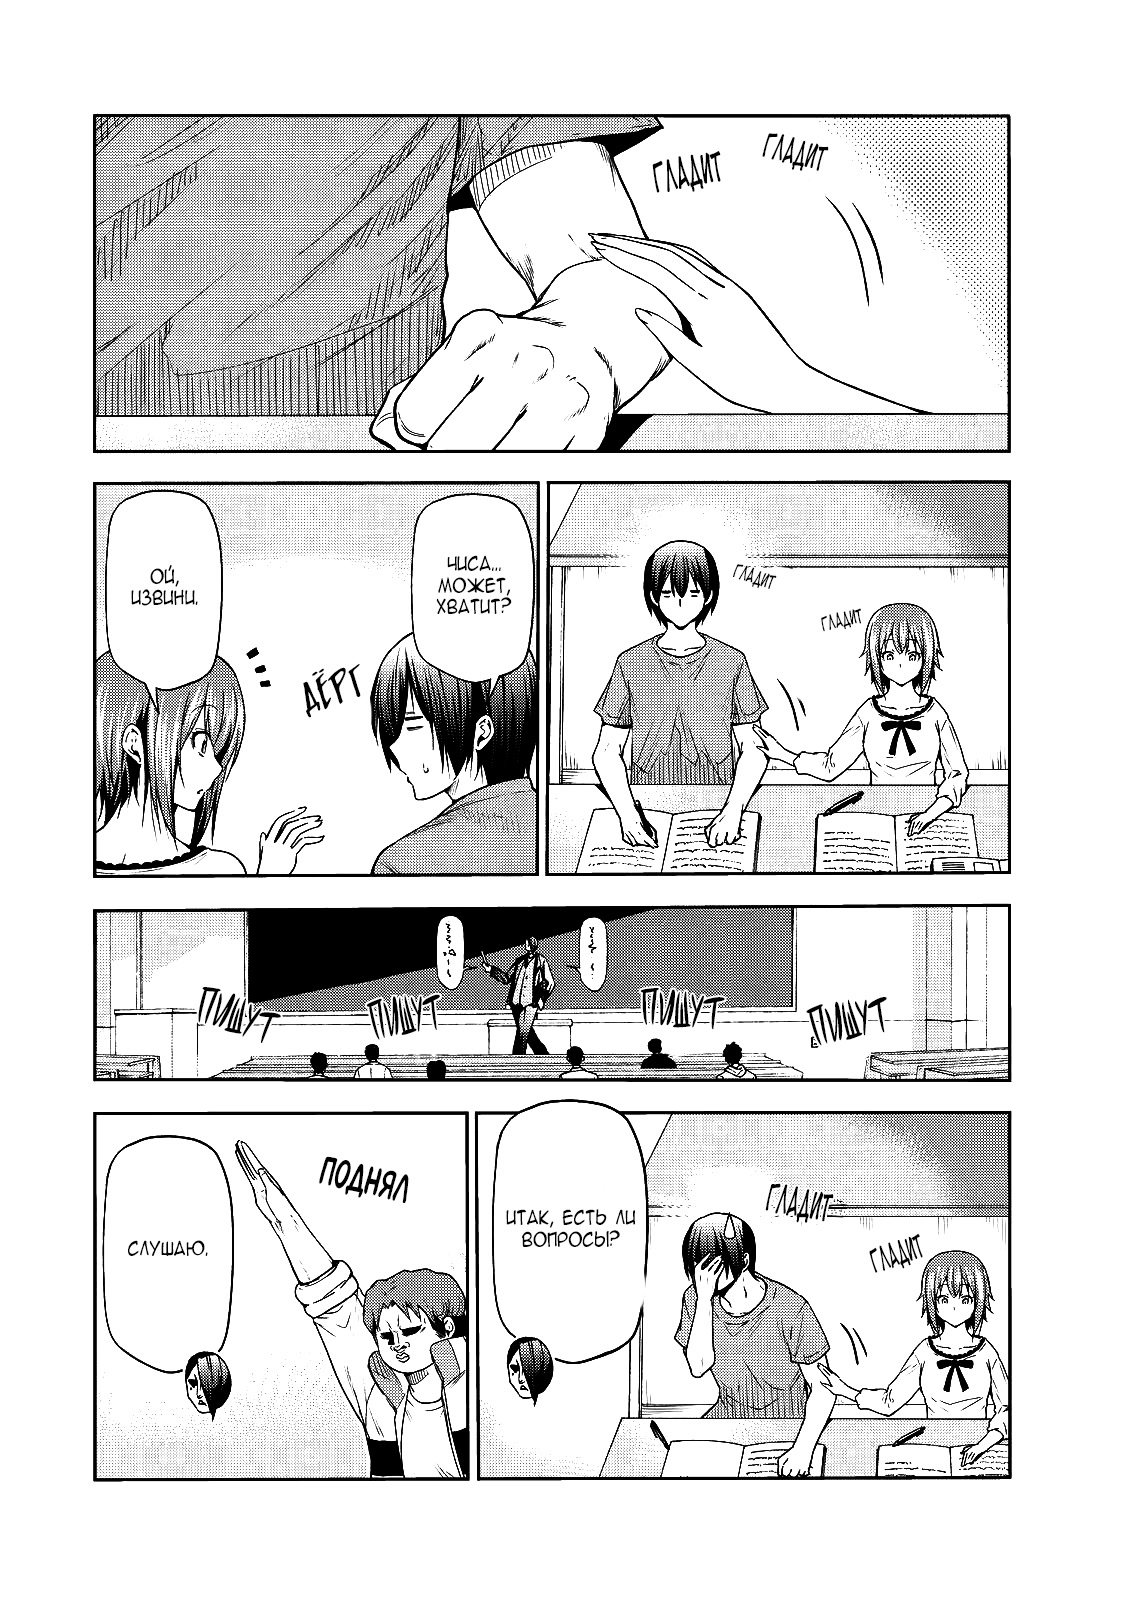 ГЛАДИТ
ГЛАДИТ
ГЛАДИТ
ГЛАДИТ
ЧИСА...
МОЖЕТ,
ХВАТИТ?
ДЁРГ
ОЙ,
ИЗВИНИ.
ПИШУТ
ПИШУТ
ПИШУТ
ПИШУТ
ГЛАДИТ
ГЛАДИТ
ИТАК, ЕСТЬ ЛИ
ВОПРОСЫ?
ПОДНЯЛ
СЛУШАЮ.